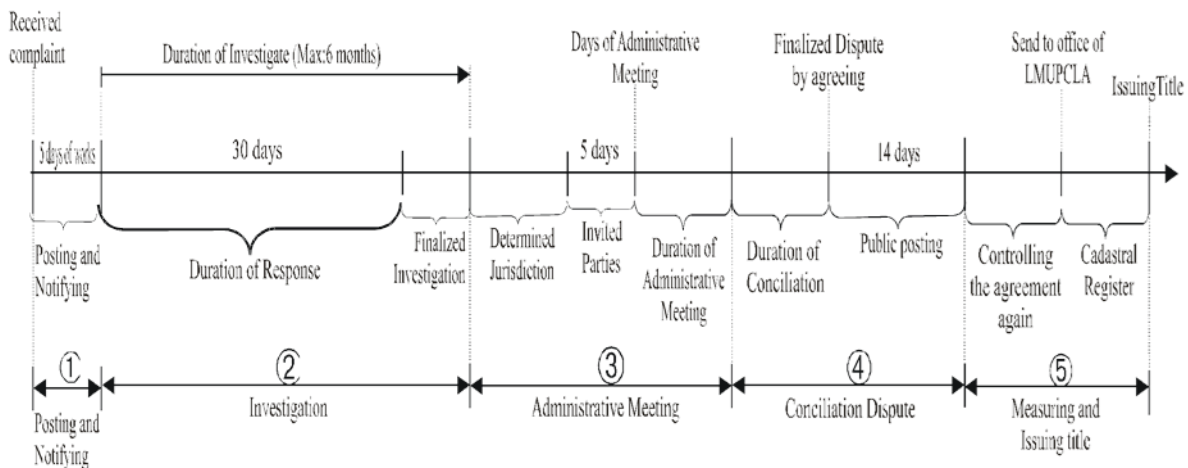 Received
complaint
Duration of Investigate (Max:6 months)
Days of Administrative
Meeting
Finalized Dispute
by agreeing
Send to office of
LMUPCLA
IssuingTitle
5 days of works
30 days
5 days
14 days
Posting and
Notifying
Duration of Response
Finalized
Investigation
Determined
Jurisdiction
Invited
Parties
Duration of
Administrative
Meeting
Duration of
Conciliation
Public posting
Controlling
the agreement
again
Cadastral
Register
①
②
③
④
⑤
Posting and
Notifying
Investigation
Administrative Meeting
Conciliation Dispute
Measuring and
Issuing title